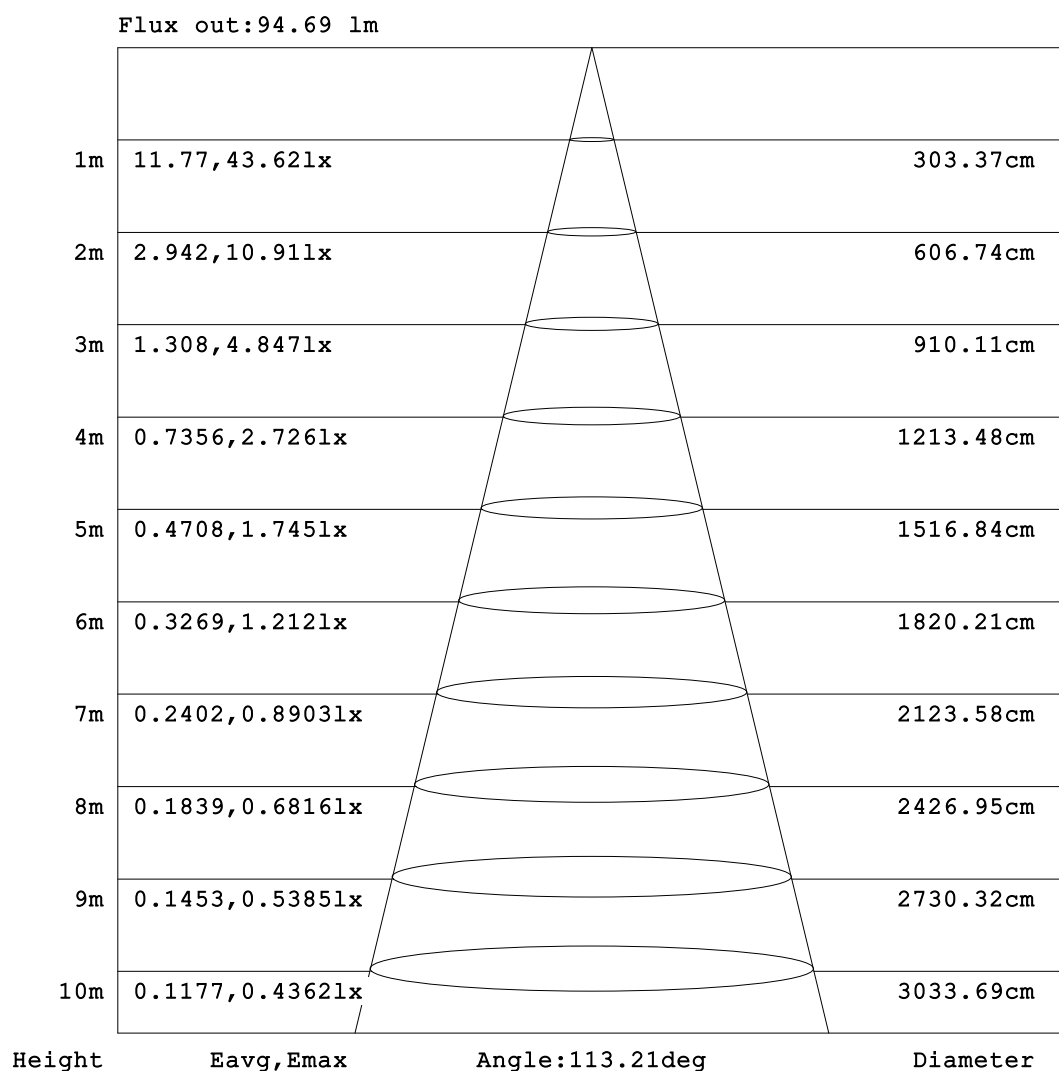 Flux out:94.69 lm
1m 11.77,43.62lx 303.37cm
2m 2.942,10.91lx 606.74cm
3m 1.308,4.847lx 910.11cm
4m 0.7356,2.726lx 1213.48cm
5m 0.4708,1.745lx 1516.84cm
6m 0.3269,1.212lx 1820.21cm
7m 0.2402,0.8903lx 2123.58cm
8m 0.1839,0.6816lx 2426.95cm
9m 0.1453,0.5385lx 2730.32cm
10m 0.1177,0.4362lx 3033.69cm
Height Eavg,Emax Angle:113.21deg Diameter